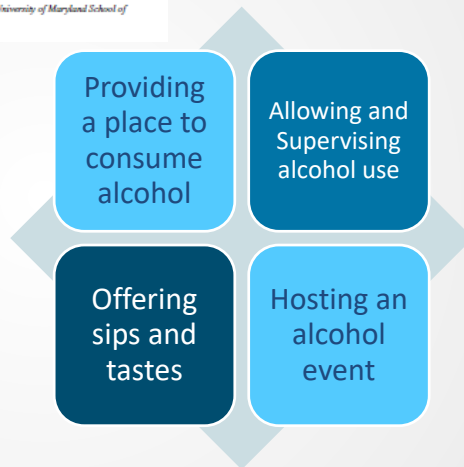 University of Maryland School of
Providing
a place to
consume
alcohol
Allowing and
Supervising
alcohol use
Offering
sips and
tastes
Hosting an
alcohol
event